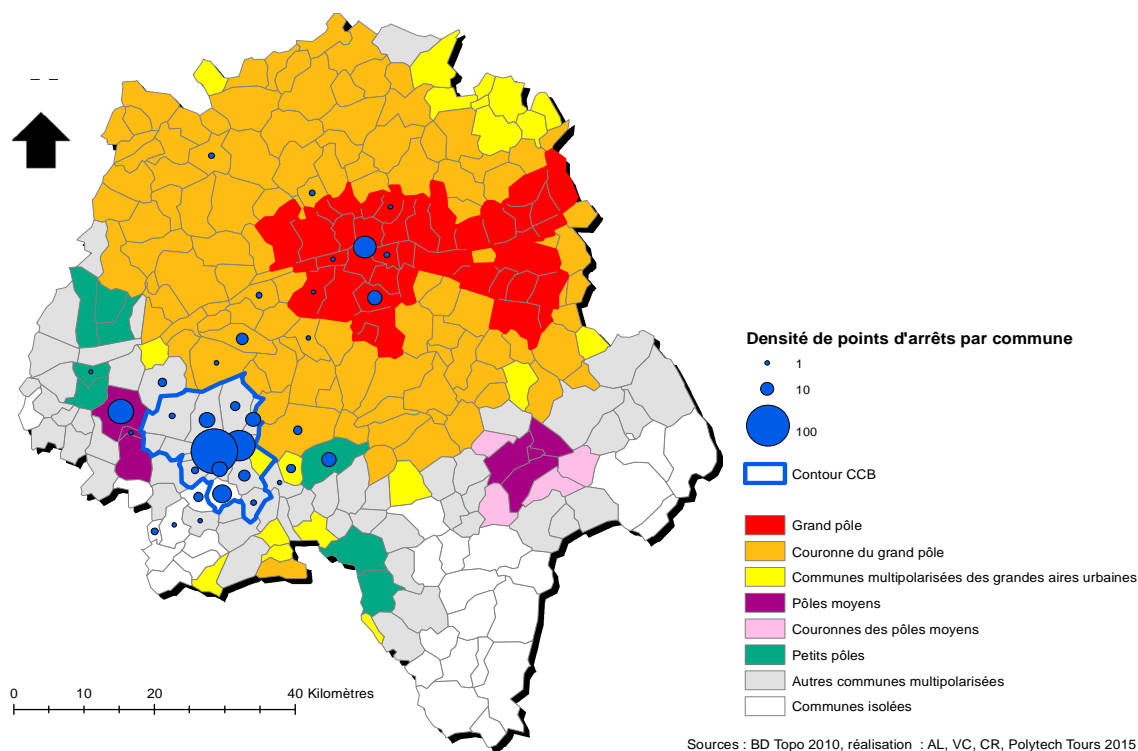 Densité de points d'arrêts par commune
1
10
100
Contour CCB
Grand pôle
Couronne du grand pôle
Communes multipolarisées des grandes aires urbaines
Pôles moyens
Couronnes des pôles moyens
Petits pôles
Autres communes multipolarisées
Communes isolées
0 10 20 40 Kilomètres
Sources : BD Topo 2010, réalisation : AL, VC, CR, Polytech Tours 2015